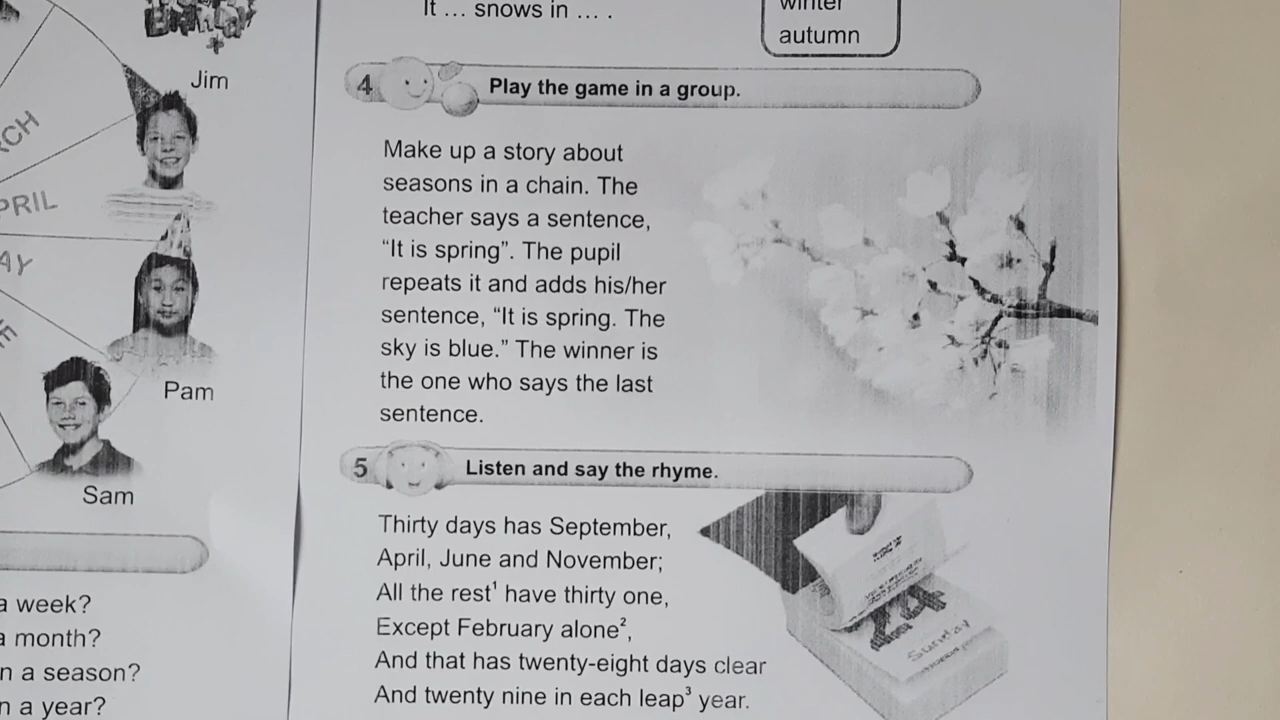 Jim
PRIL
Pam
Sam
a week?
a month?
n a season?
n a year?
It ... snows in ... .
winter
autumn
4 Play the game in a group.
Make up a story about
seasons in a chain. The
teacher says a sentence,
“It is spring”. The pupil
repeats it and adds his/her
sentence, “It is spring. The
sky is blue.” The winner is
the one who says the last
sentence.
5 Listen and say the rhyme.
Thirty days has September,
April, June and November;
All the rest¹ have thirty one,
Except February alone²,
And that has twenty-eight days clear
And twenty nine in each leap³ year.
24
Sunday